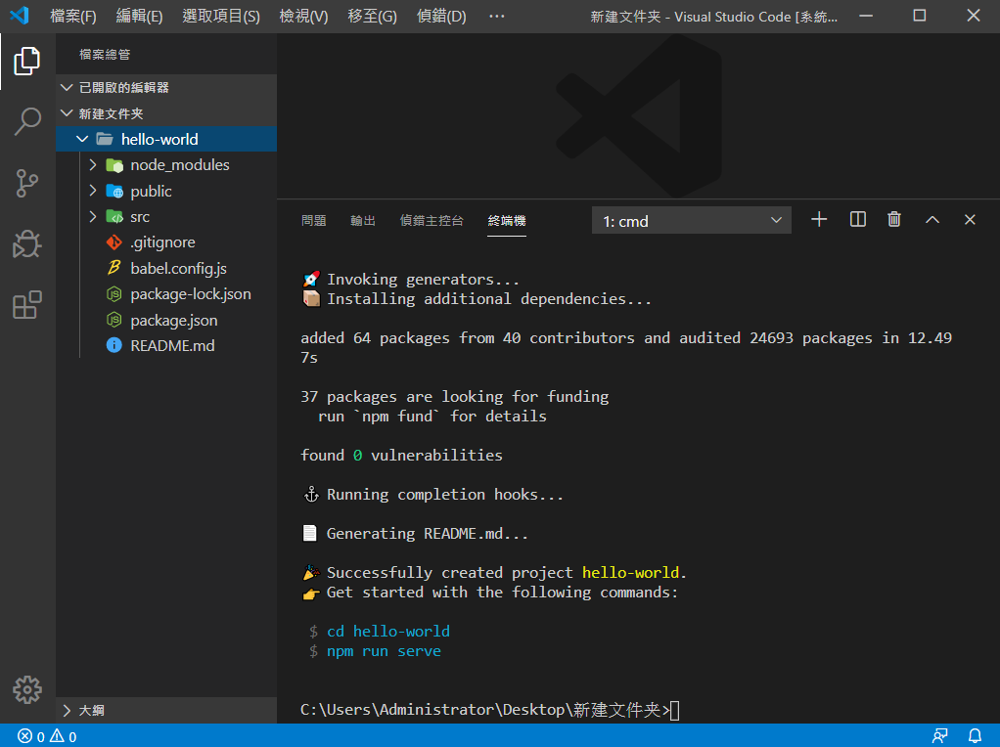 檔案(F) 編輯(E) 選取項目(S) 檢視(V) 移至(G) 偵錯(D) ··· 新建文件夹 - Visual Studio Code [系統...
檔案總管
已開啟的編輯器
新建文件夹
hello-world
node_modules
public
src
.gitignore
babel.config.js
package-lock.json
package.json
README.md
大綱
問題 輸出 偵錯主控台 終端機 1: cmd
🚀 Invoking generators...
📦 Installing additional dependencies...
added 64 packages from 40 contributors and audited 24693 packages in 12.49
7s
37 packages are looking for funding
run `npm fund` for details
found 0 vulnerabilities
⚓ Running completion hooks...
📄 Generating README.md...
🎉 Successfully created project hello-world.
👉 Get started with the following commands:
$ cd hello-world
$ npm run serve
C:\Users\Administrator\Desktop\新建文件夹>
0 0